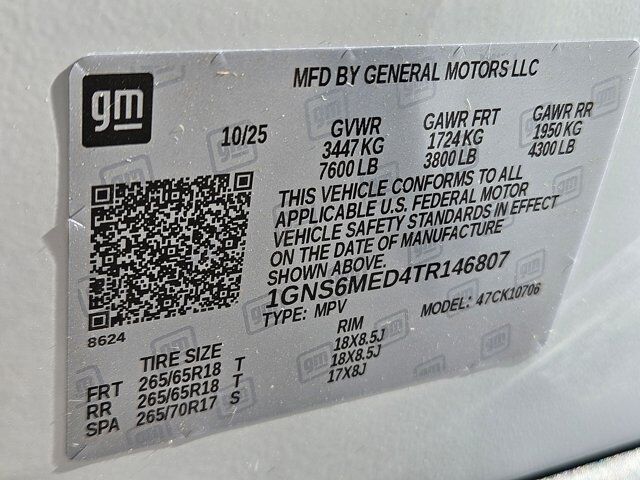 gm
MFD BY GENERAL MOTORS LLC
10/25 GVWR GAWR FRT GAWR RR
3447 KG 1724 KG 1950 KG
7600 LB 3800 LB 4300 LB
THIS VEHICLE CONFORMS TO ALL
APPLICABLE U.S. FEDERAL MOTOR
VEHICLE SAFETY STANDARDS IN EFFECT
ON THE DATE OF MANUFACTURE
SHOWN ABOVE.
1GNS6MED4TR146807
TYPE: MPV MODEL: 47CK10706
8624
TIRE SIZE RIM
FRT 265/65R18 T 18X8.5J
RR 265/65R18 T 18X8.5J
SPA 265/70R17 S 17X8J